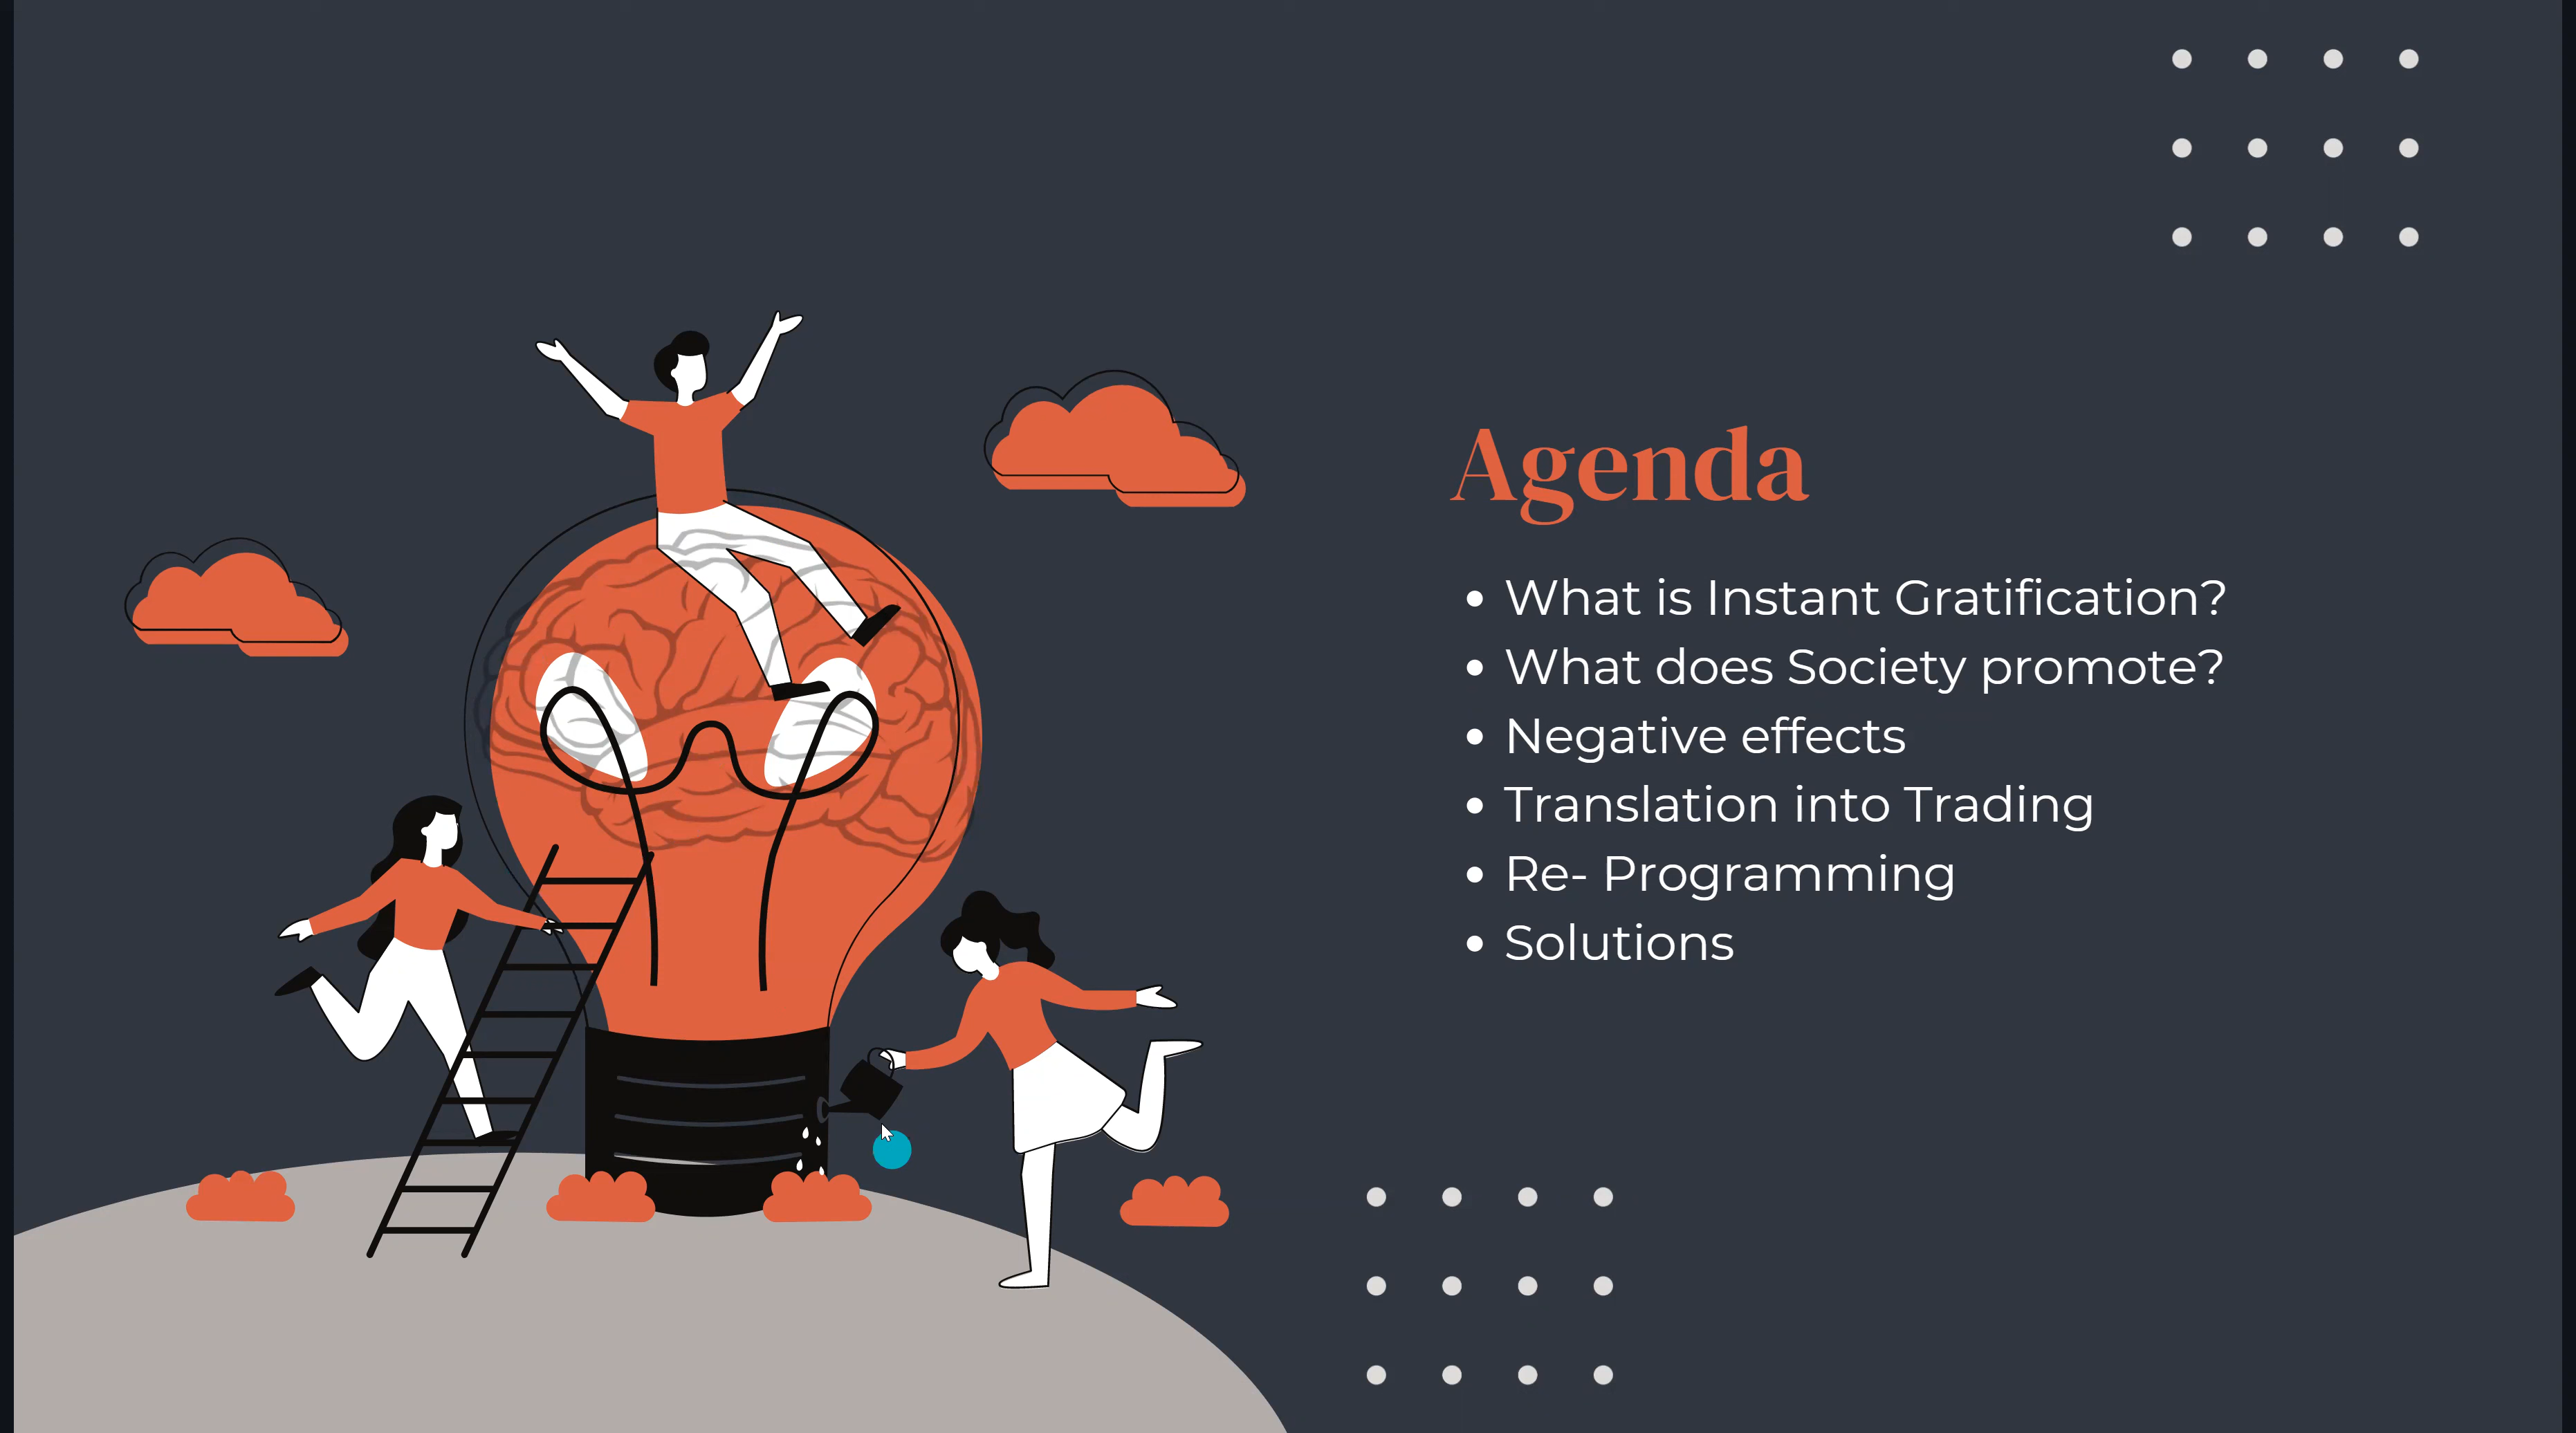 Agenda
• What is Instant Gratification?
• What does Society promote?
• Negative effects
• Translation into Trading
• Re- Programming
• Solutions